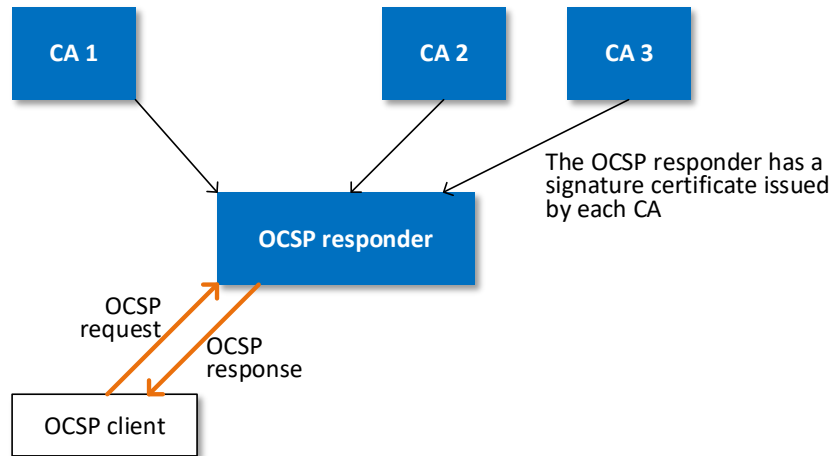 CA 1
CA 2
CA 3
The OCSP responder has a
signature certificate issued
by each CA
OCSP responder
OCSP
request
OCSP
response
OCSP client